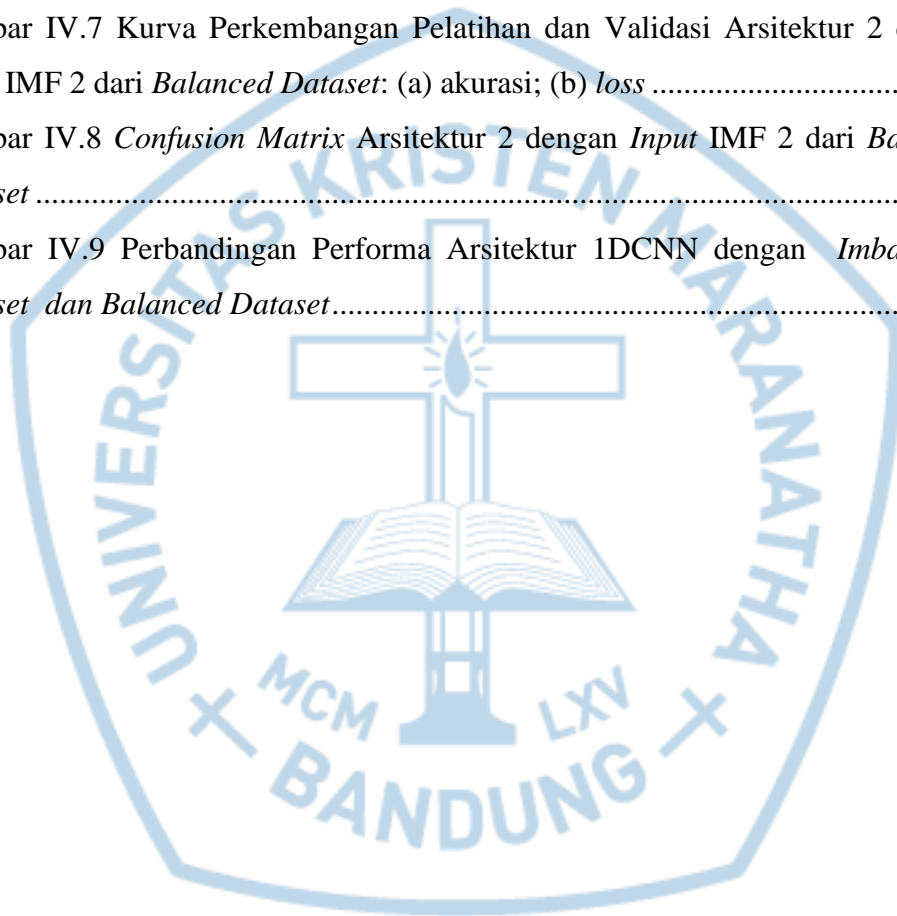 bar IV.7 Kurva Perkembangan Pelatihan dan Validasi Arsitektur 2
IMF 2 dari Balanced Dataset: (a) akurasi; (b) loss ...............................
bar IV.8 Confusion Matrix Arsitektur 2 dengan Input IMF 2 dari Ba
set ..........................................................................................................
bar IV.9 Perbandingan Performa Arsitektur 1DCNN dengan Imba
set dan Balanced Dataset.......................................................................
UNIVERSITAS KRISTEN MARANATHA
MCM LXV
BANDUNG